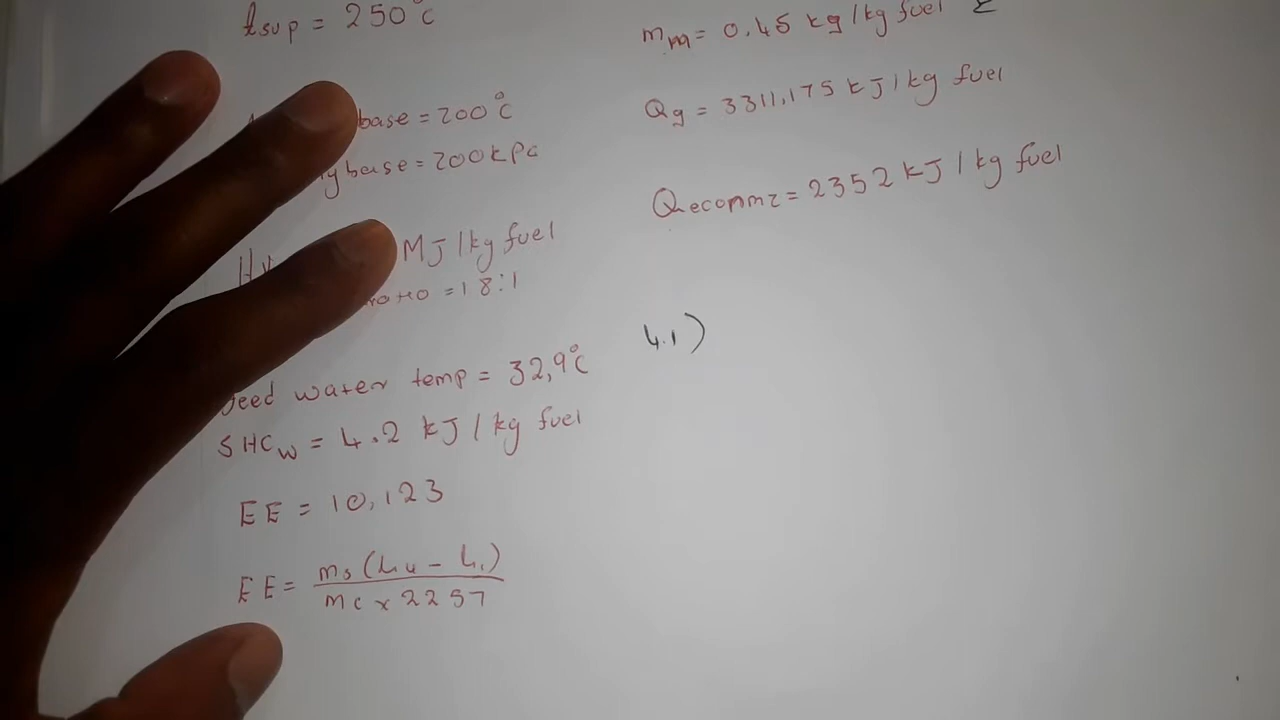 tsup = 250°C
base = 200°C
base = 200kPa
MJ/kg fuel
= 18:1
feed water temp = 32,9°C
SHCw = 4.2 kJ/kg fuel
EE = 10,123
EE = ms(h4 - h1) / mc x 2257
mm = 0.45 kg/kg fuel
Qg = 3311,175 kJ/kg fuel
Qeconmz = 2352 kJ/kg fuel
4.1)